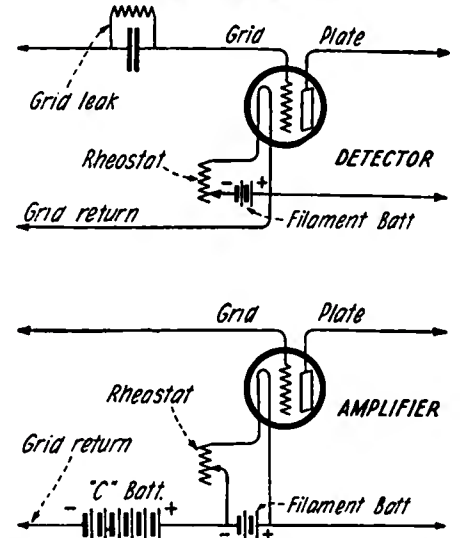 Grid Plate
Grid leak
Rheostat
DETECTOR
- +
Grid return Filament Batt
Grid Plate
Rheostat
AMPLIFIER
Grid return
"C" Batt.
- + Filament Batt
- +